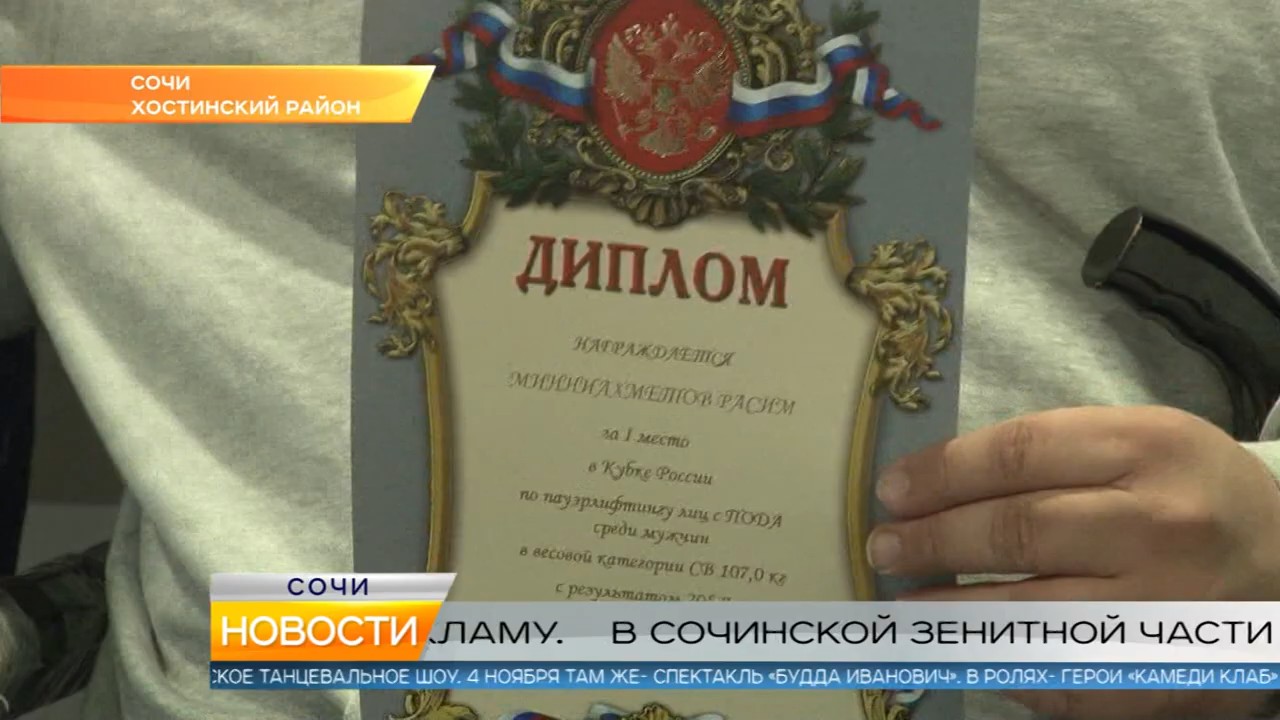 СОЧИ
ХОСТИНСКИЙ РАЙОН
ДИПЛОМ
НАГРАЖДАЕТСЯ
МИННИАХМЕТОВ РАСИМ
за 1 место
в Кубке России
по пауэрлифтингу лиц с ПОДА
среди мужчин
в весовой категории СВ 107,0 кг
с результатом
СОЧИ
НОВОСТИ
КЛАМУ. В СОЧИНСКОЙ ЗЕНИТНОЙ ЧАСТИ
СКОЕ ТАНЦЕВАЛЬНОЕ ШОУ. 4 НОЯБРЯ ТАМ ЖЕ- СПЕКТАКЛЬ «БУДДА ИВАНОВИЧ». В РОЛЯХ- ГЕРОИ «КАМЕДИ КЛАБ»